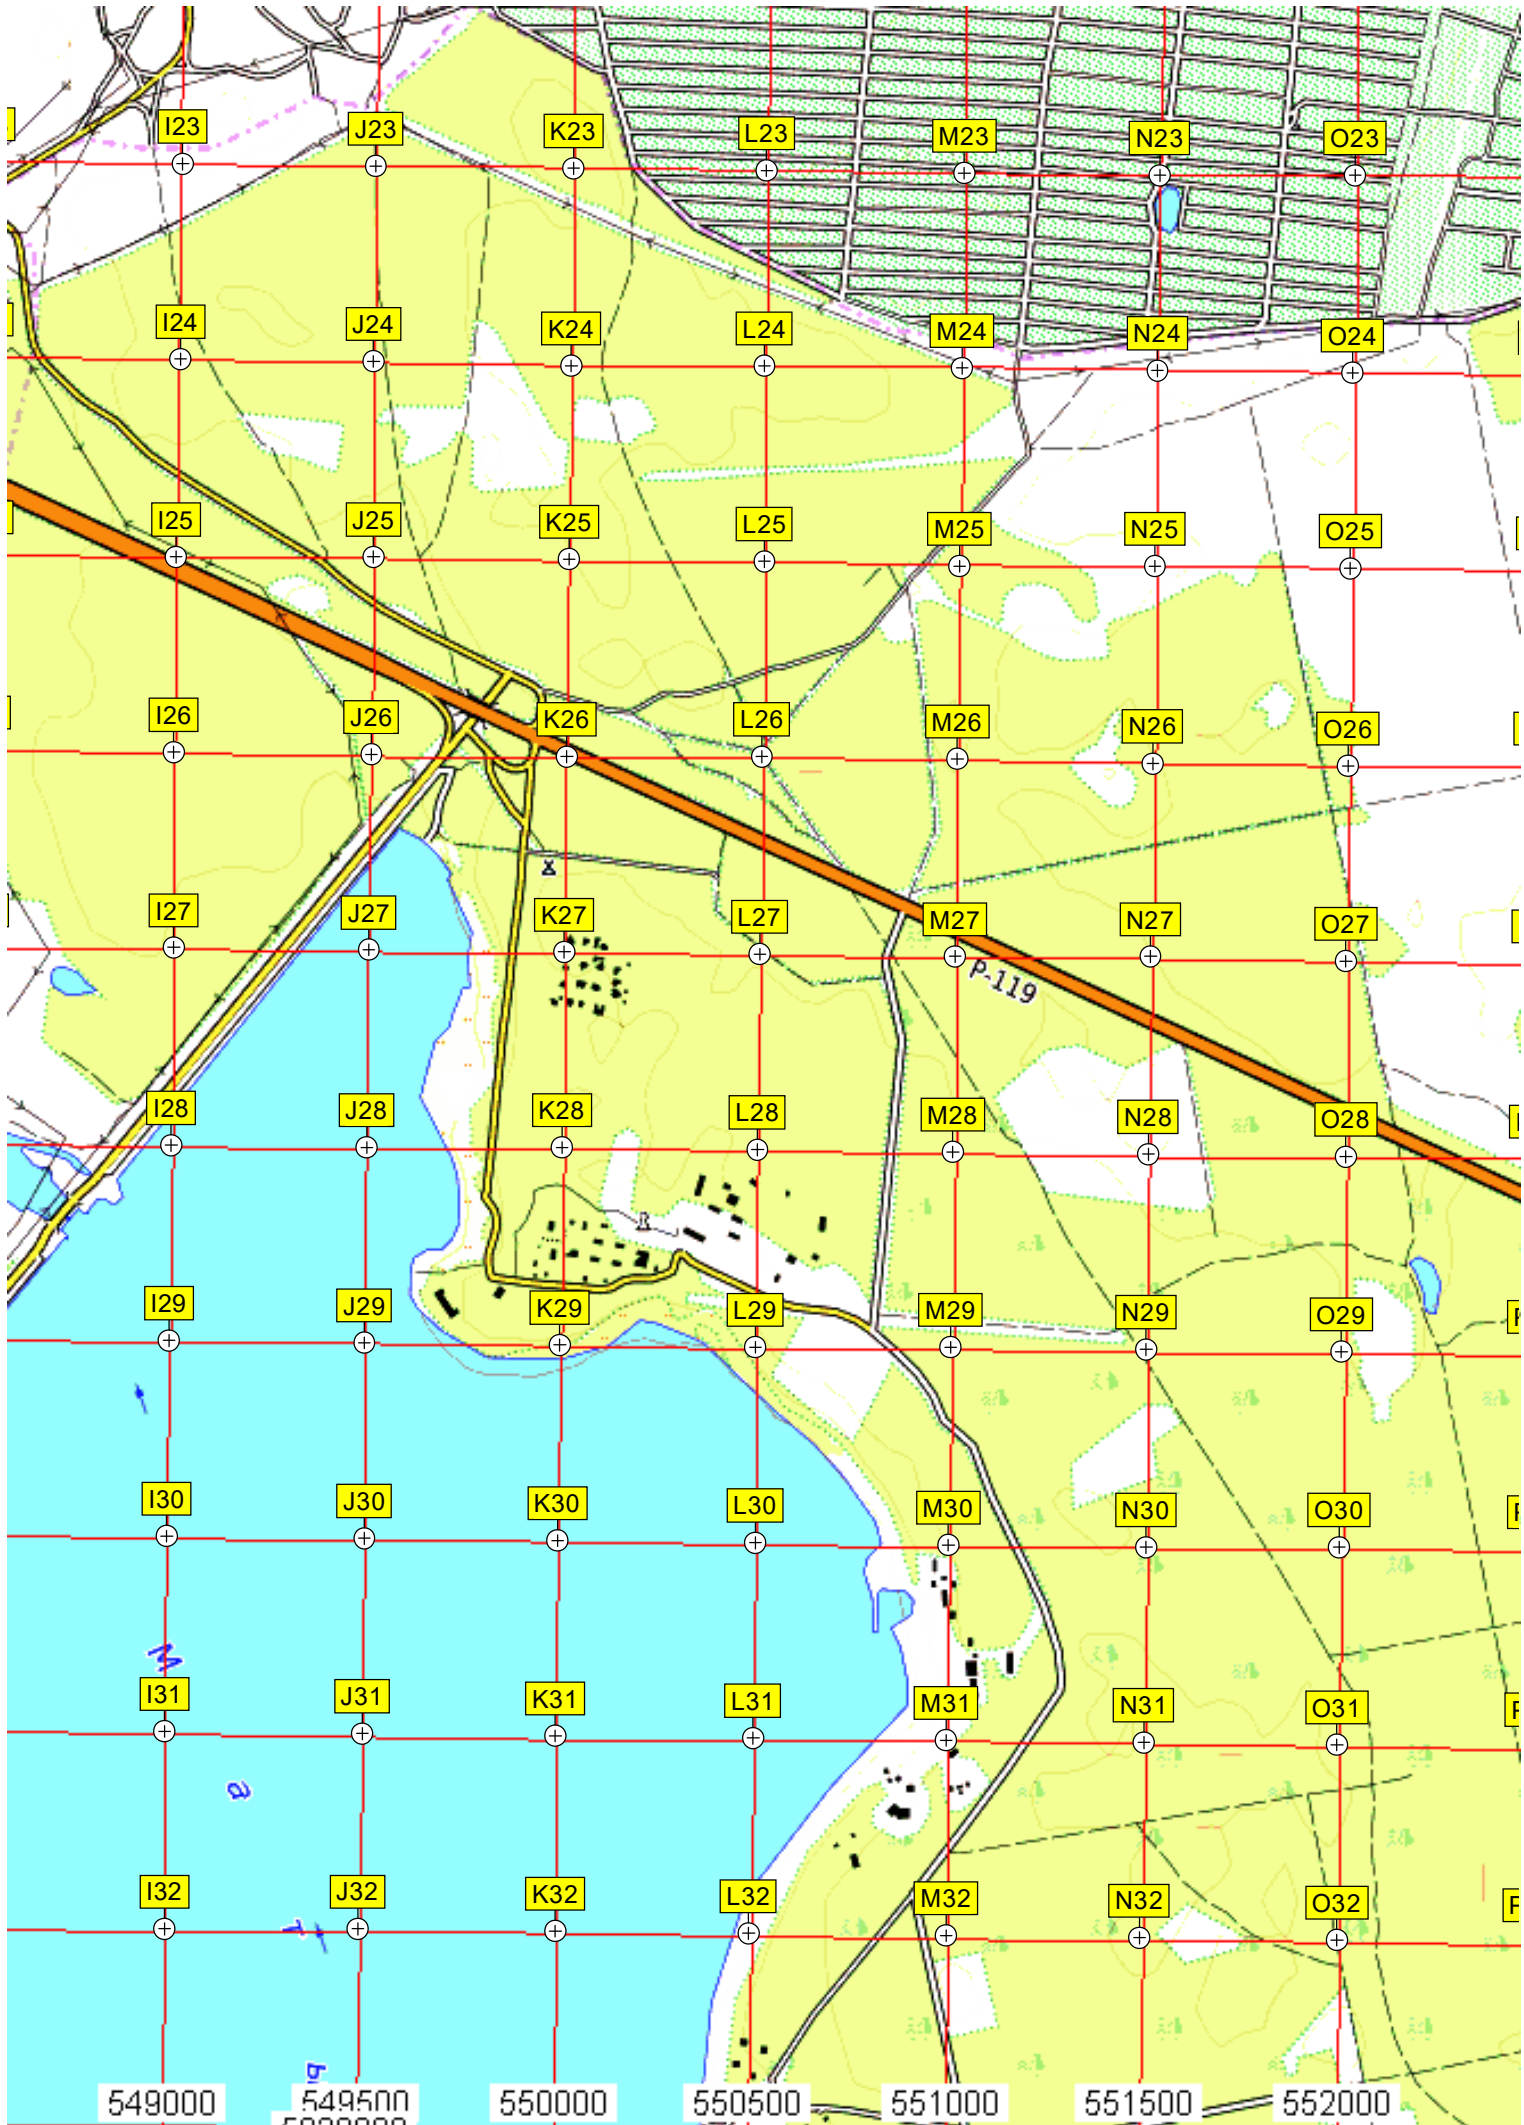 I23 J23 K23 L23 M23 N23 O23
I24 J24 K24 L24 M24 N24 O24
I25 J25 K25 L25 M25 N25 O25
I26 J26 K26 L26 M26 N26 O26
I27 J27 K27 L27 M27 N27 O27
P-119
I28 J28 K28 L28 M28 N28 O28
I29 J29 K29 L29 M29 N29 O29
I30 J30 K30 L30 M30 N30 O30
М
I31 J31 K31 L31 M31 N31 O31
а
I32 J32 K32 L32 M32 N32 O32
549000 549500 550000 550500 551000 551500 552000